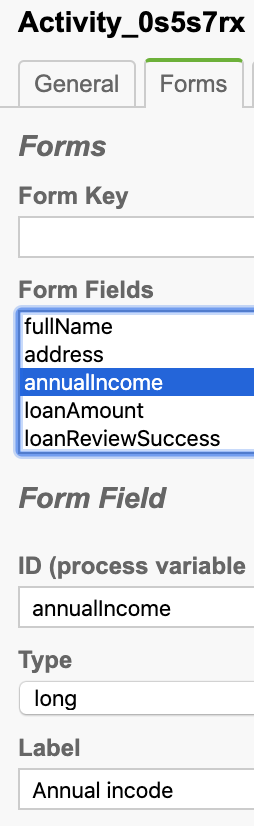 Activity_0s5s7rx
General
Forms
Forms
Form Key
Form Fields
fullName
address
annualIncome
loanAmount
loanReviewSuccess
Form Field
ID (process variable
annualIncome
Type
long
Label
Annual incode